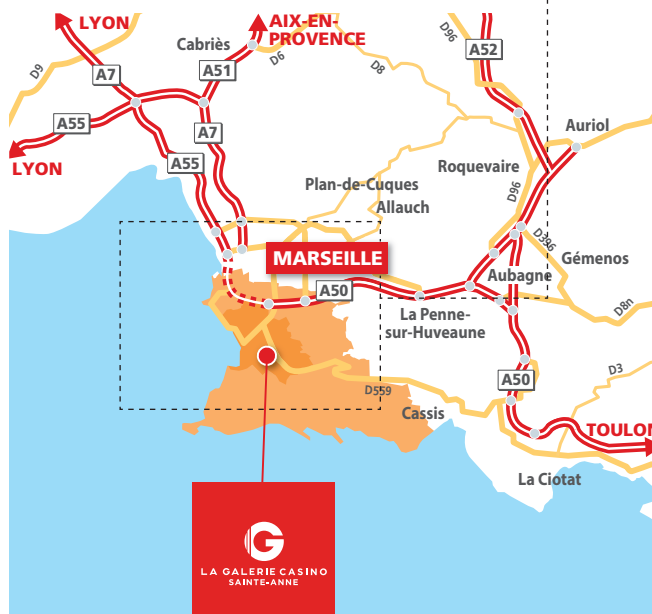 LYON
AIX-EN-
PROVENCE
Cabriès
D9
A7
A51
D6
D8
D96
A52
A55
A7
A55
LYON
Auriol
Roquevaire
Plan-de-Cuques
Allauch
D96
D396
MARSEILLE
A50
Gémenos
Aubagne
D8n
La Penne-
sur-Huveaune
D559
Cassis
A50
D3
TOULON
La Ciotat
G
LA GALERIE CASINO
SAINTE-ANNE